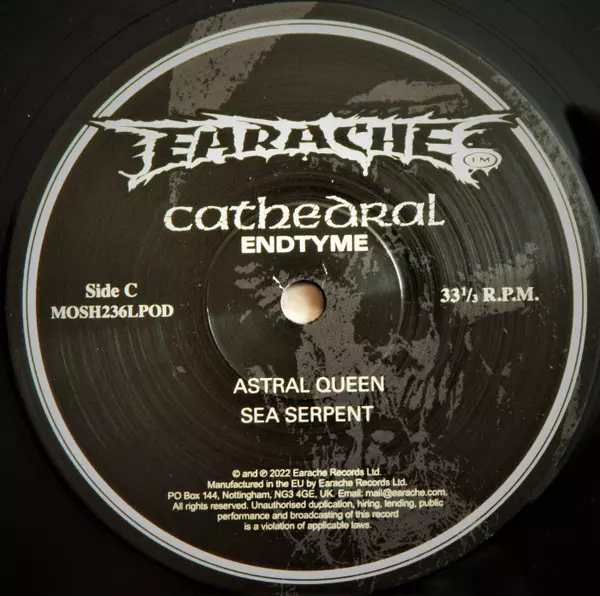 EARACHE
TM
cathedral
ENDTYME
Side C
MOSH236LPOD
33 1/3 R.P.M.
ASTRAL QUEEN
SEA SERPENT
© and ℗ 2022 Earache Records Ltd.
Manufactured in the EU by Earache Records Ltd.
PO Box 144, Nottingham, NG3 4GE, UK. Email: mail@earache.com.
All rights reserved. Unauthorised duplication, hiring, lending, public
performance and broadcasting of this record
is a violation of applicable laws.